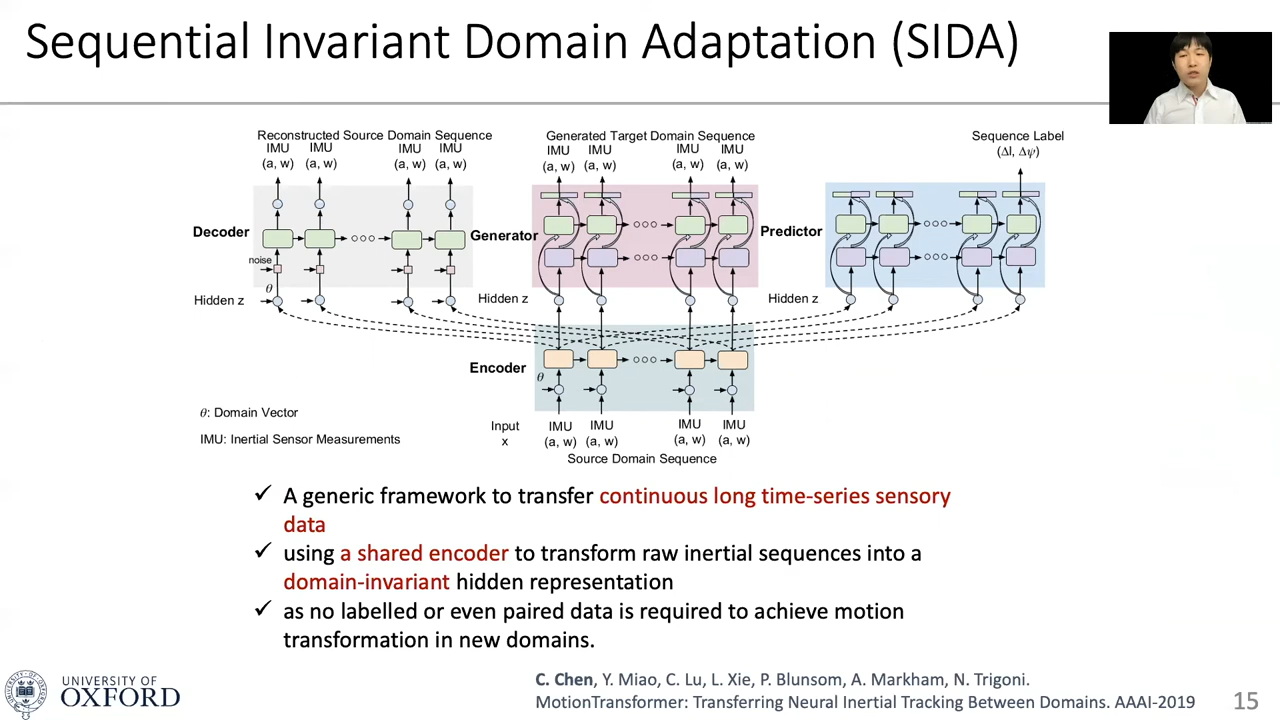 Sequential Invariant Domain Adaptation (SIDA)
Reconstructed Source Domain Sequence
IMU IMU IMU IMU
(a, w) (a, w) (a, w) (a, w)
Generated Target Domain Sequence
IMU IMU IMU IMU
(a, w) (a, w) (a, w) (a, w)
Sequence Label
(Δl, Δψ)
Decoder
noise
θ
Hidden z
Generator
Hidden z
Predictor
Hidden z
Encoder
θ
Input
x
IMU IMU IMU IMU
(a, w) (a, w) (a, w) (a, w)
Source Domain Sequence
θ: Domain Vector
IMU: Inertial Sensor Measurements
✓ A generic framework to transfer continuous long time-series sensory
data
✓ using a shared encoder to transform raw inertial sequences into a
domain-invariant hidden representation
✓ as no labelled or even paired data is required to achieve motion
transformation in new domains.
UNIVERSITY OF
OXFORD
C. Chen, Y. Miao, C. Lu, L. Xie, P. Blunsom, A. Markham, N. Trigoni.
MotionTransformer: Transferring Neural Inertial Tracking Between Domains. AAAI-2019
15